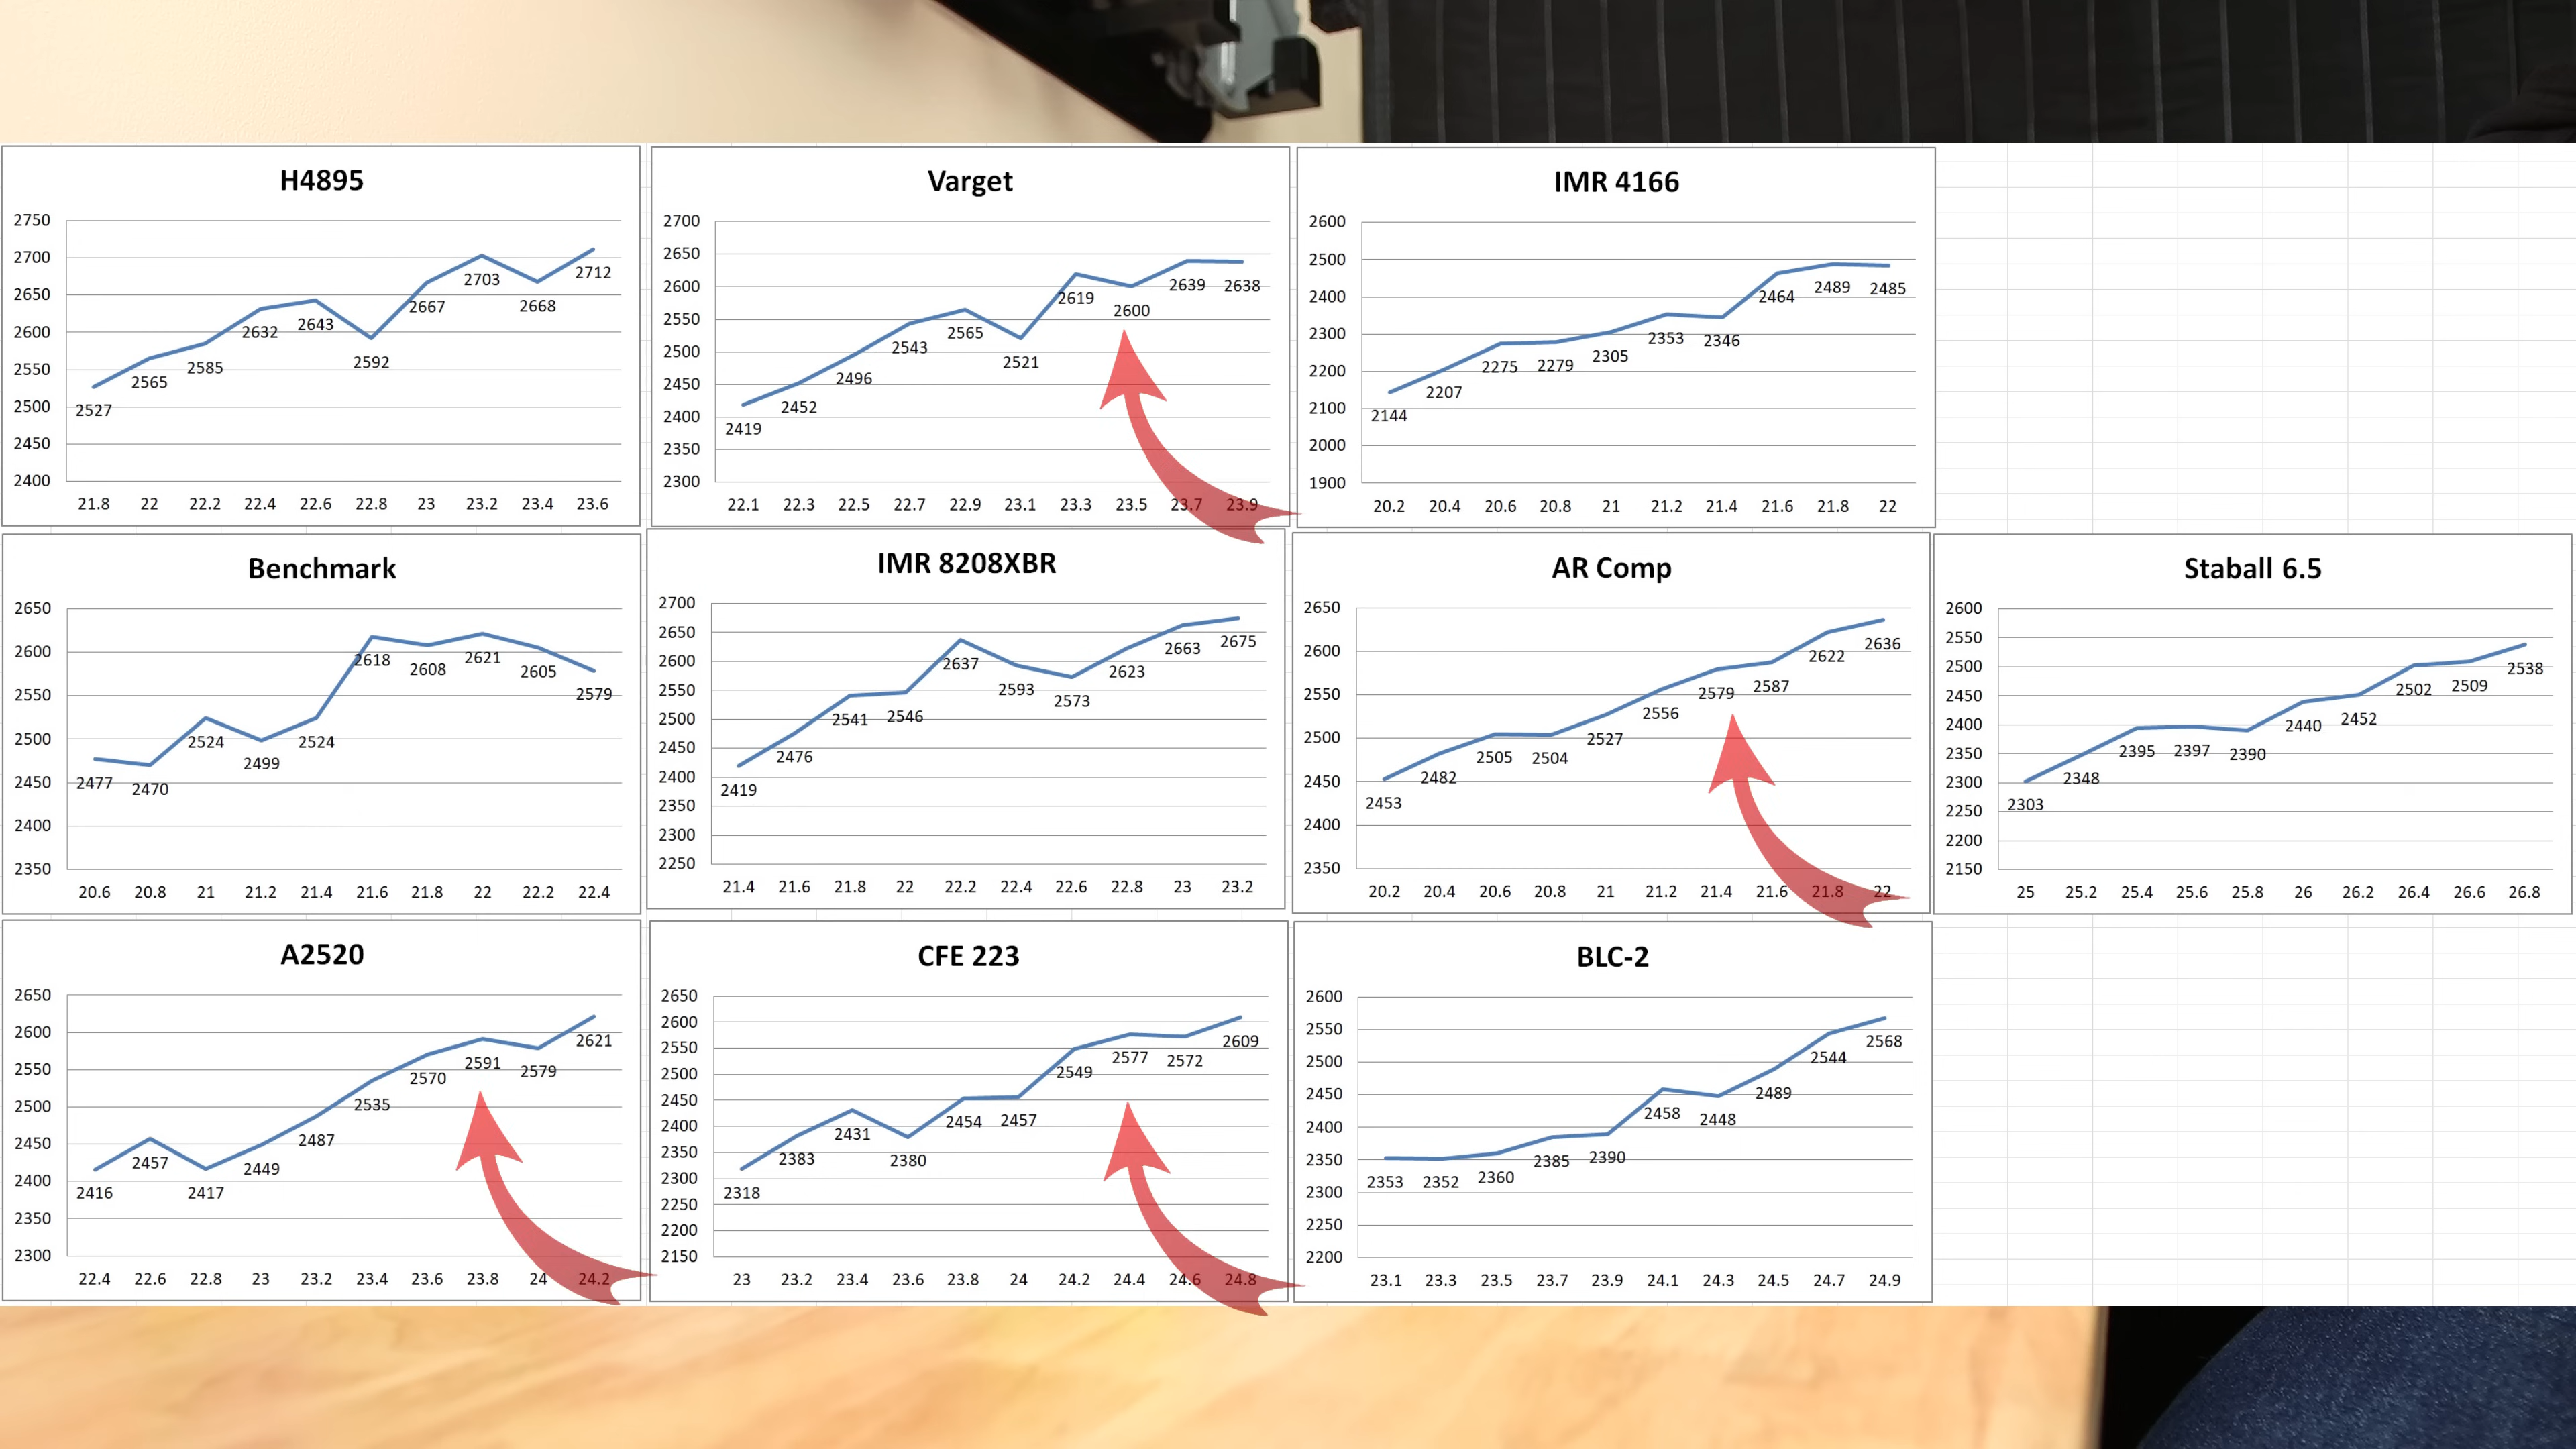 H4895
2750
2700
2650
2600
2550
2500
2450
2400
2527 2565 2585 2632 2643 2592 2667 2703 2668 2712
21.8 22 22.2 22.4 22.6 22.8 23 23.2 23.4 23.6
Varget
2700
2650
2600
2550
2500
2450
2400
2350
2300
2419 2452 2496 2543 2565 2521 2619 2600 2639 2638
22.1 22.3 22.5 22.7 22.9 23.1 23.3 23.5 23.7 23.9
IMR 4166
2600
2500
2400
2300
2200
2100
2000
1900
2144 2207 2275 2279 2305 2353 2346 2464 2489 2485
20.2 20.4 20.6 20.8 21 21.2 21.4 21.6 21.8 22
Benchmark
2650
2600
2550
2500
2450
2400
2350
2477 2470 2524 2499 2524 2618 2608 2621 2605 2579
20.6 20.8 21 21.2 21.4 21.6 21.8 22 22.2 22.4
IMR 8208XBR
2700
2650
2600
2550
2500
2450
2400
2350
2300
2250
2419 2476 2541 2546 2637 2593 2573 2623 2663 2675
21.4 21.6 21.8 22 22.2 22.4 22.6 22.8 23 23.2
AR Comp
2650
2600
2550
2500
2450
2400
2350
2453 2482 2505 2504 2527 2556 2579 2587 2622 2636
20.2 20.4 20.6 20.8 21 21.2 21.4 21.6 21.8 22
Staball 6.5
2600
2550
2500
2450
2400
2350
2300
2250
2200
2150
2303 2348 2395 2397 2390 2440 2452 2502 2509 2538
25 25.2 25.4 25.6 25.8 26 26.2 26.4 26.6 26.8
A2520
2650
2600
2550
2500
2450
2400
2350
2300
2416 2457 2417 2449 2487 2535 2570 2591 2579 2621
22.4 22.6 22.8 23 23.2 23.4 23.6 23.8 24 24.2
CFE 223
2650
2600
2550
2500
2450
2400
2350
2300
2250
2200
2150
2318 2383 2431 2380 2454 2457 2549 2577 2572 2609
23 23.2 23.4 23.6 23.8 24 24.2 24.4 24.6 24.8
BLC-2
2600
2550
2500
2450
2400
2350
2300
2250
2200
2353 2352 2360 2385 2390 2458 2448 2489 2544 2568
23.1 23.3 23.5 23.7 23.9 24.1 24.3 24.5 24.7 24.9